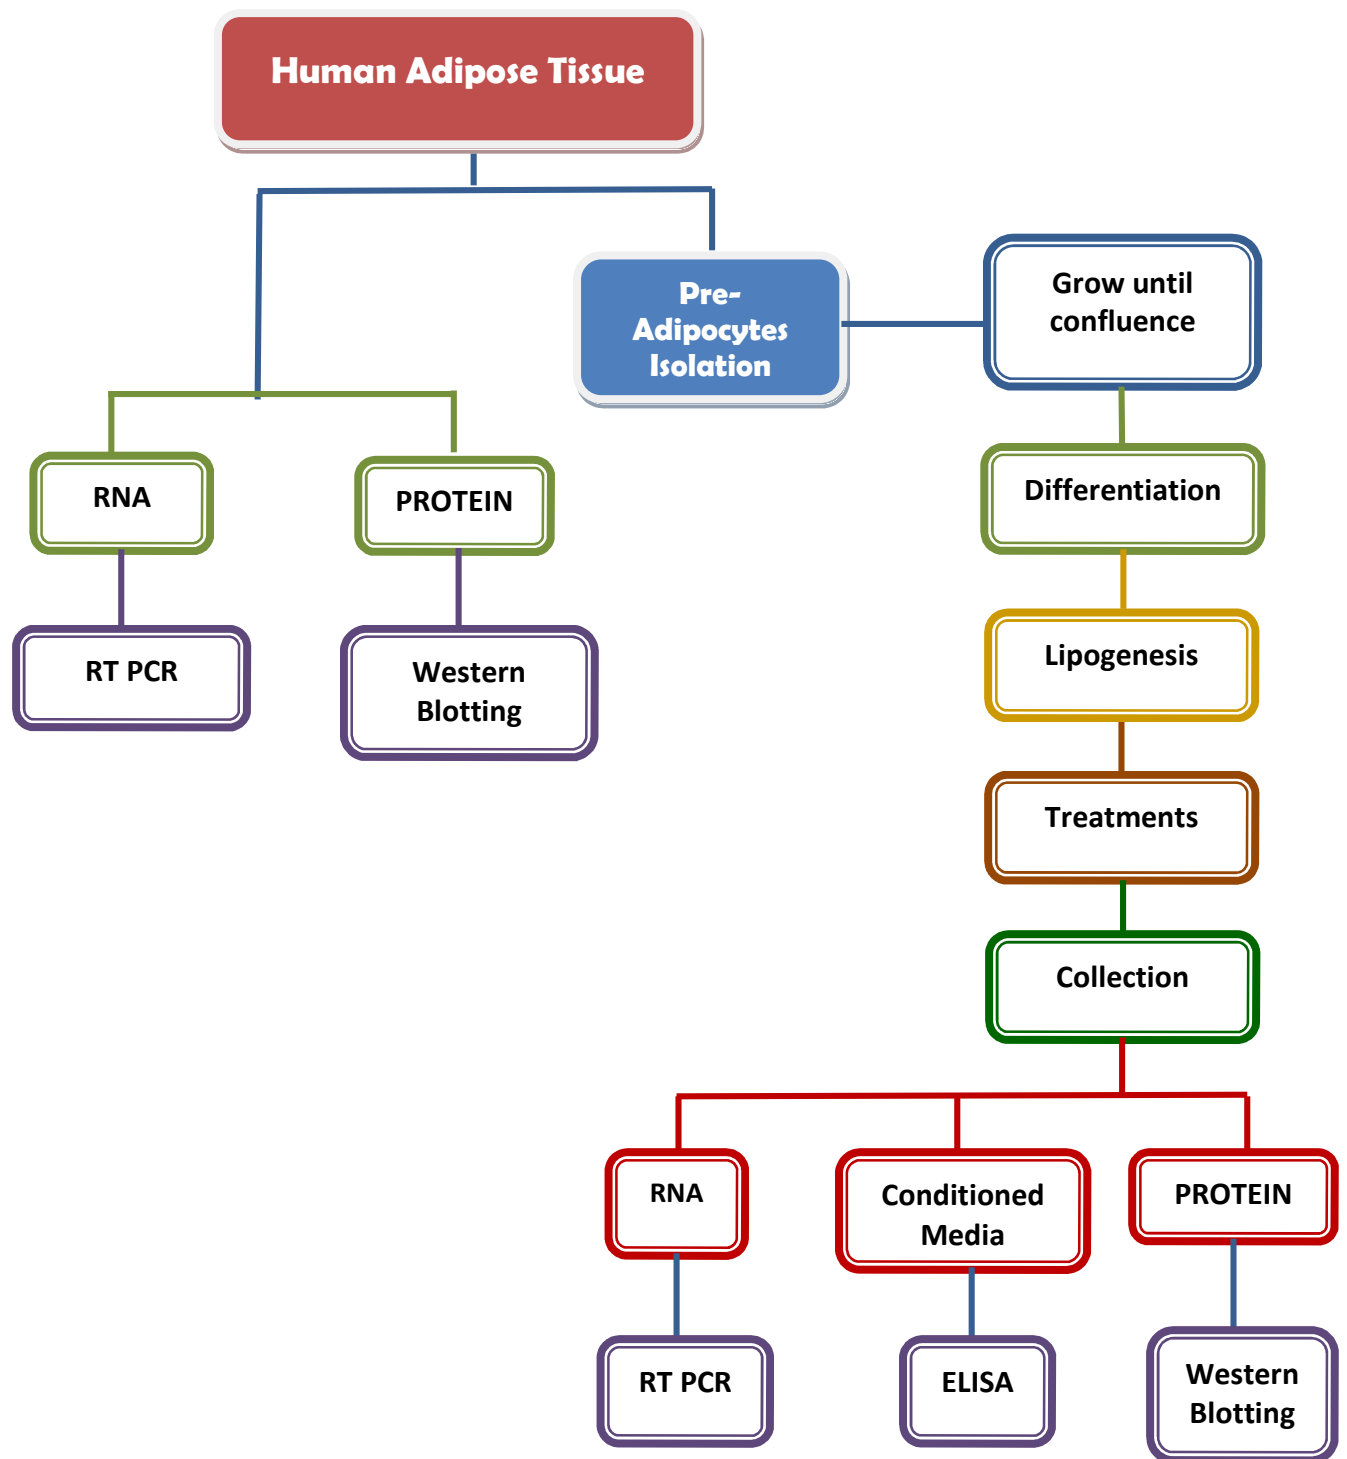 Human Adipose Tissue
Pre-
Adipocytes
Isolation
Grow until
confluence
RNA
PROTEIN
Differentiation
RT PCR
Western
Blotting
Lipogenesis
Treatments
Collection
RNA
Conditioned
Media
PROTEIN
RT PCR
ELISA
Western
Blotting